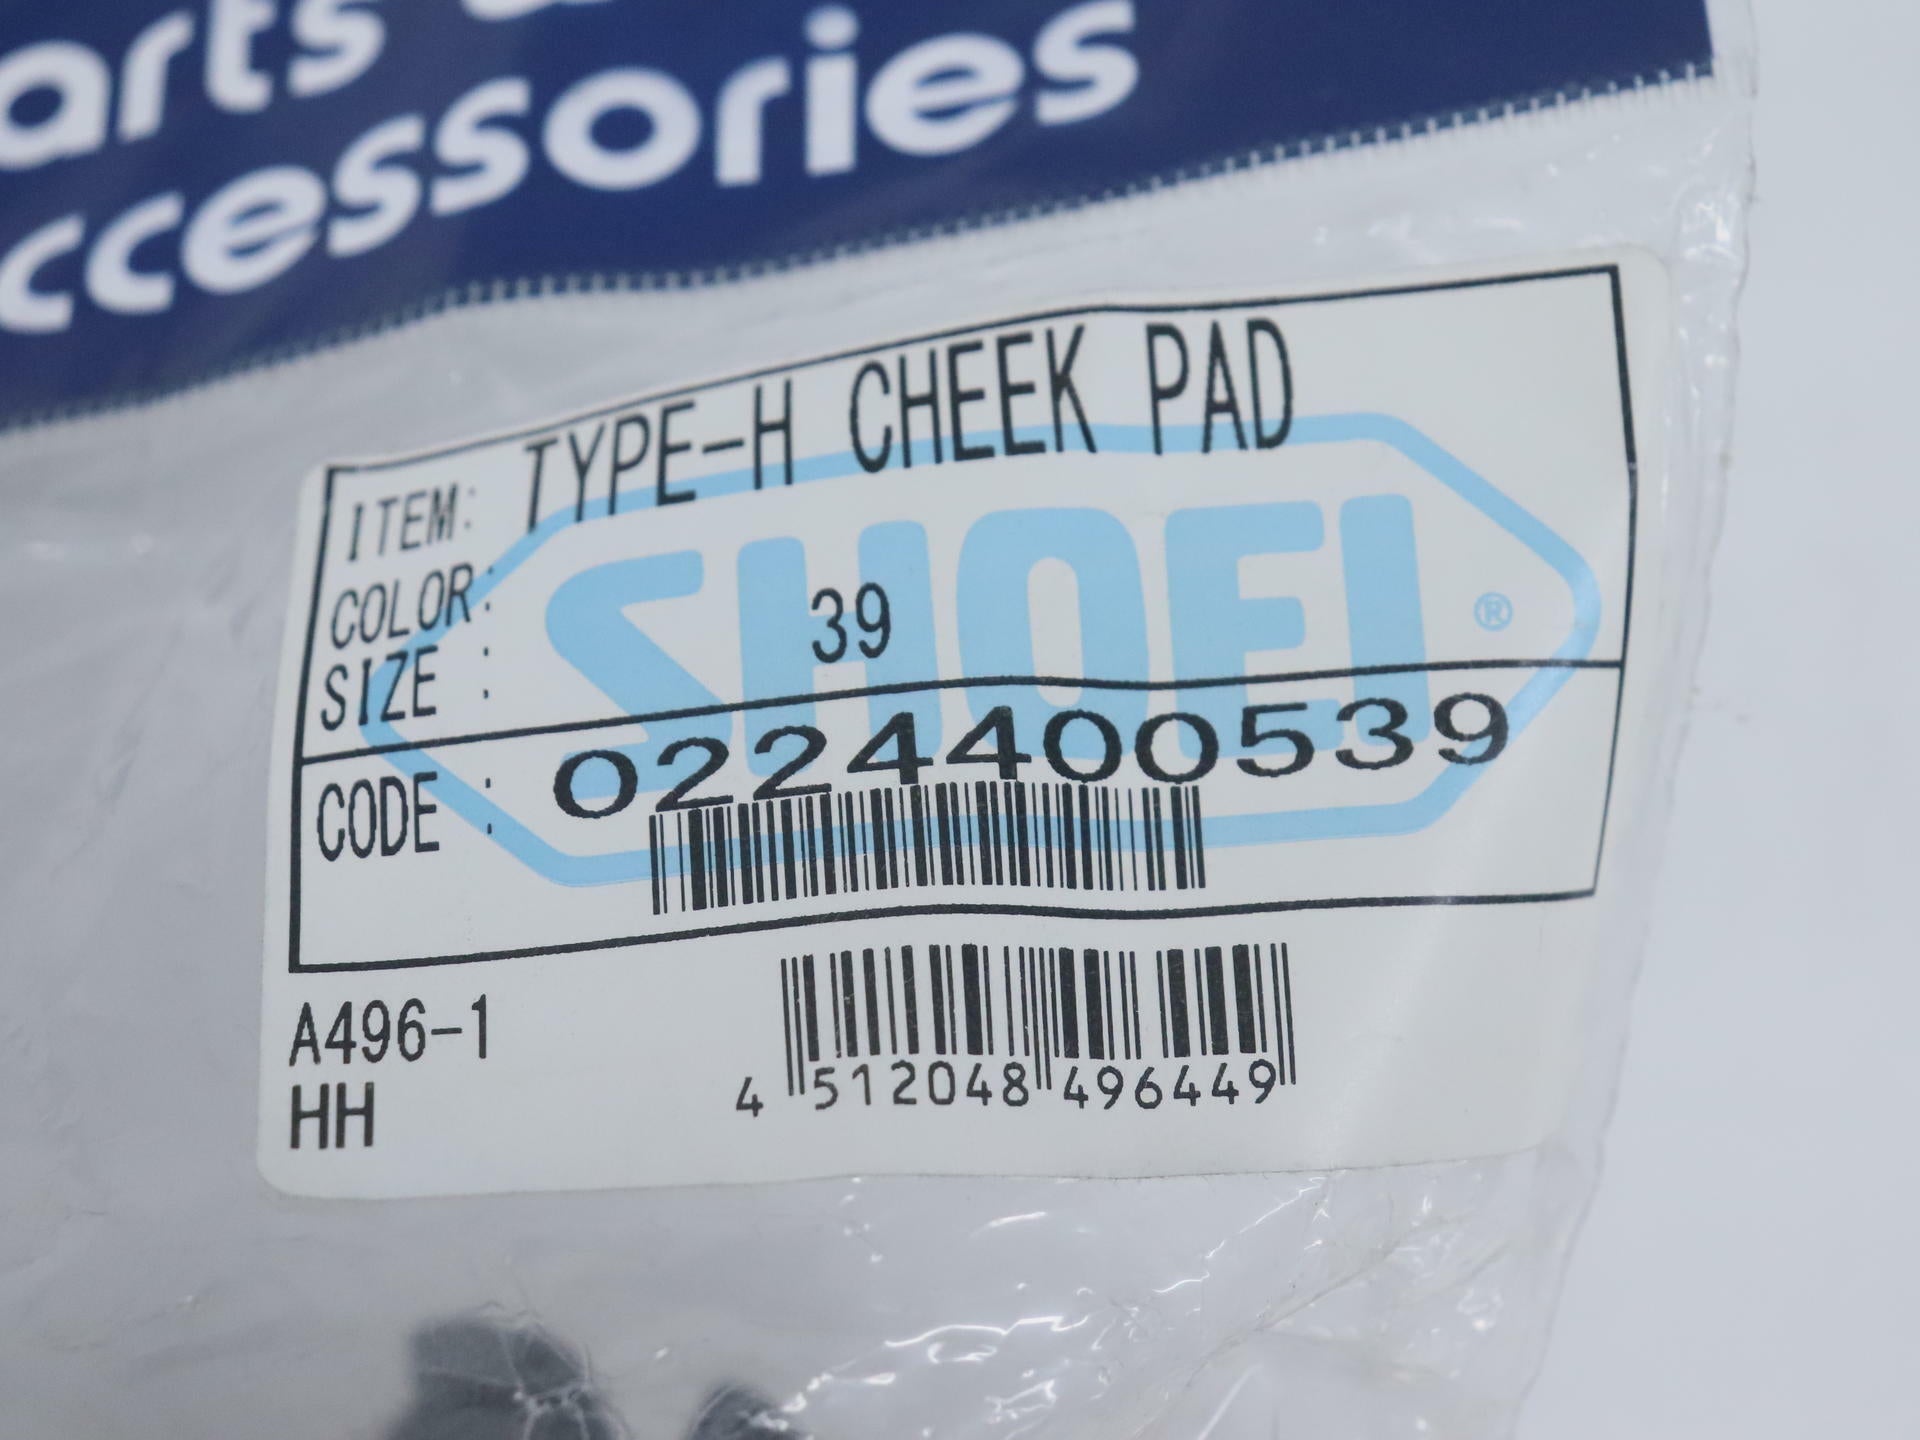 arts
ccessories
ITEM: TYPE-H CHEEK PAD
SHOEI®
COLOR:
SIZE : 39
CODE : 0224400539
A496-1
HH
4 512048 496449